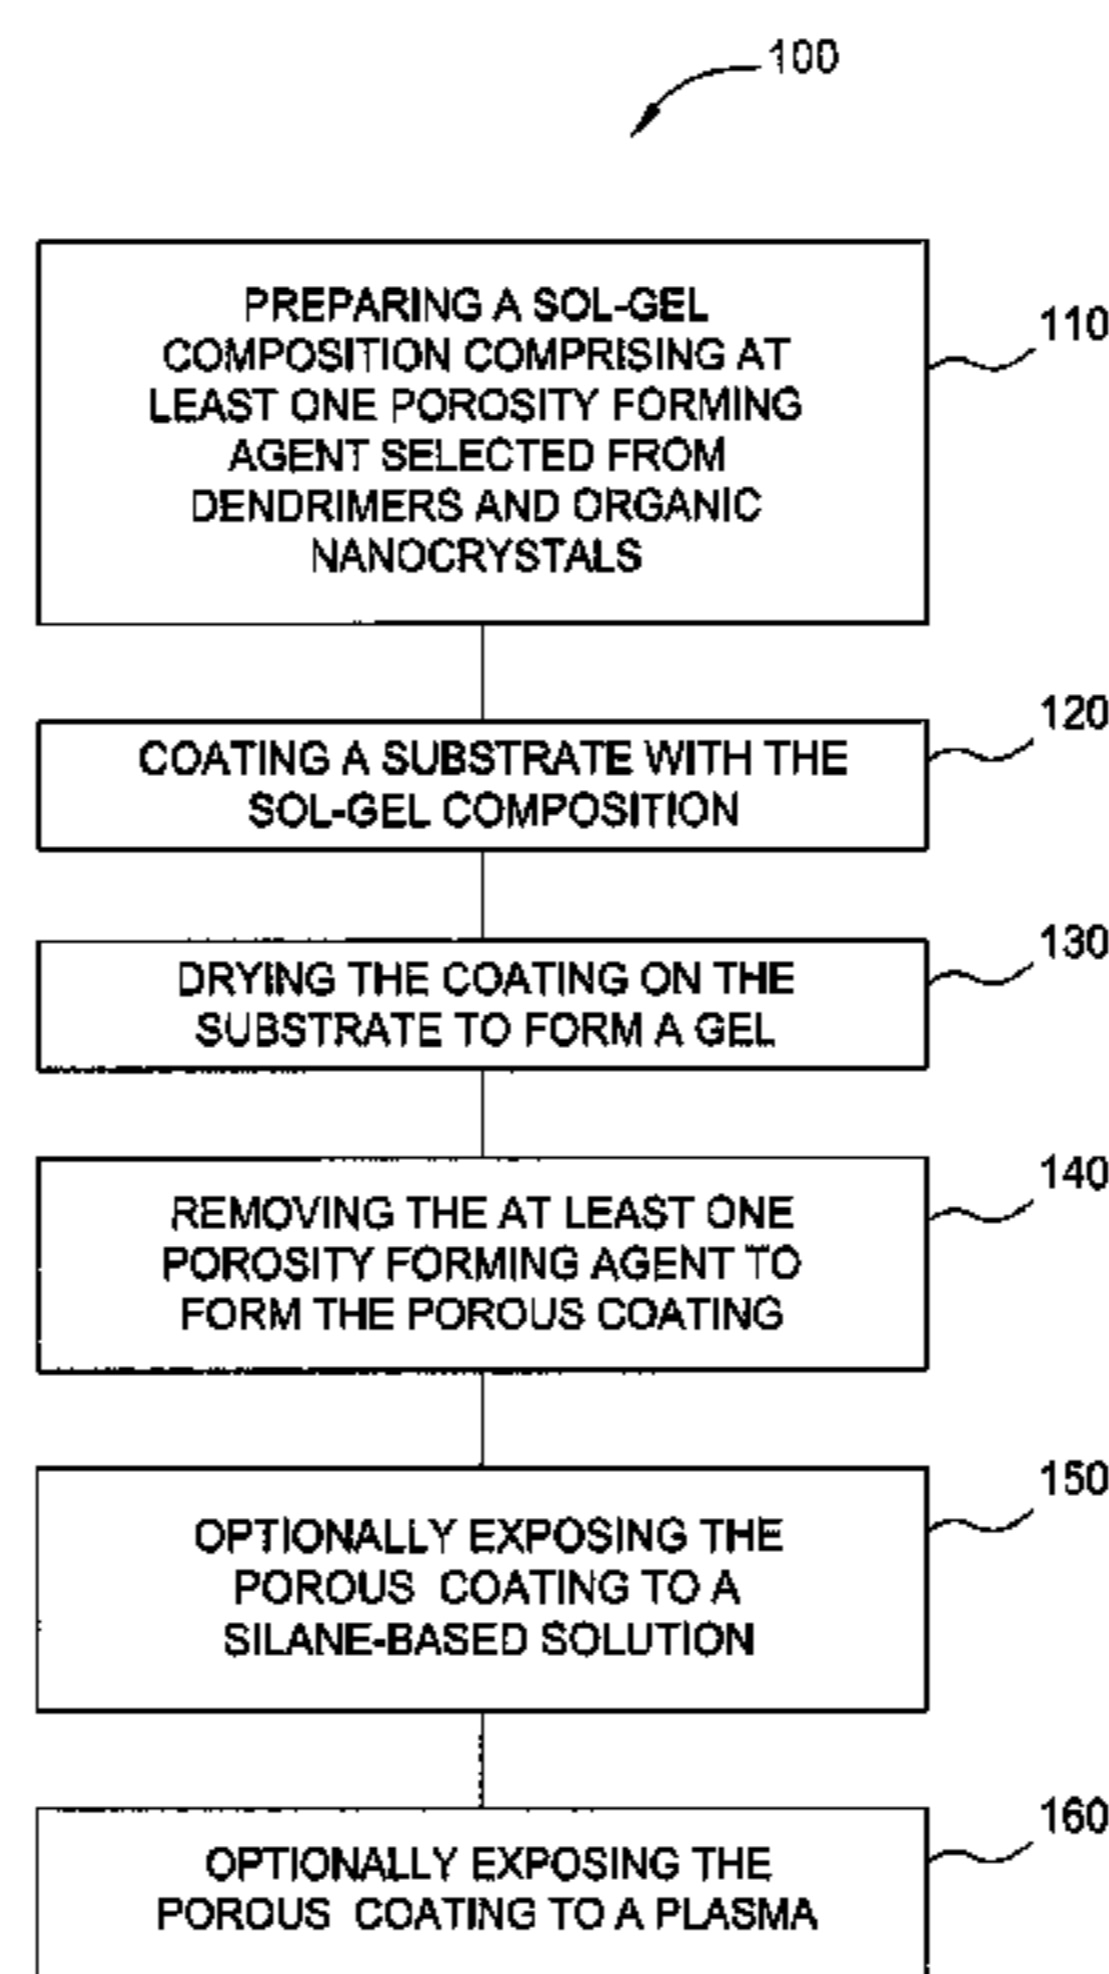 100
PREPARING A SOL-GEL
COMPOSITION COMPRISING AT
LEAST ONE POROSITY FORMING
AGENT SELECTED FROM
DENDRIMERS AND ORGANIC
NANOCRYSTALS
110
COATING A SUBSTRATE WITH THE
SOL-GEL COMPOSITION
120
DRYING THE COATING ON THE
SUBSTRATE TO FORM A GEL
130
REMOVING THE AT LEAST ONE
POROSITY FORMING AGENT TO
FORM THE POROUS COATING
140
OPTIONALLY EXPOSING THE
POROUS COATING TO A
SILANE-BASED SOLUTION
150
OPTIONALLY EXPOSING THE
POROUS COATING TO A PLASMA
160